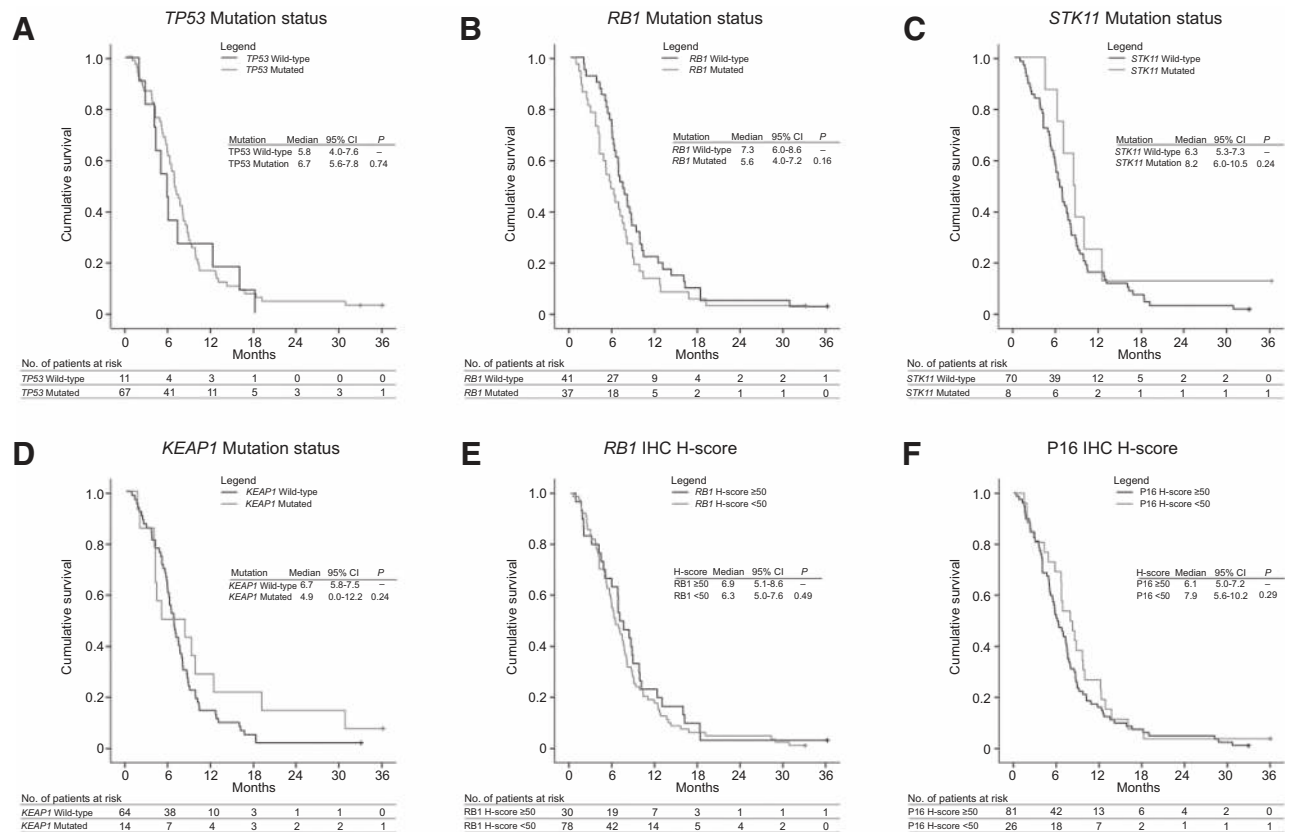 A
TP53 Mutation status
Legend
TP53 Wild-type
TP53 Mutated
Mutation Median 95% CI P
TP53 Wild-type 5.8 4.0-7.6 –
TP53 Mutation 6.7 5.6-7.8 0.74
Cumulative survival
1.0
0.8
0.6
0.4
0.2
0
0 6 12 18 24 30 36
Months
No. of patients at risk
TP53 Wild-type 11 4 3 1 0 0 0
TP53 Mutated 67 41 11 5 3 3 1
B
RB1 Mutation status
Legend
RB1 Wild-type
RB1 Mutated
Mutation Median 95% CI P
RB1 Wild-type 7.3 6.0-8.6 –
RB1 Mutated 5.6 4.0-7.2 0.16
Cumulative survival
1.0
0.8
0.6
0.4
0.2
0
0 6 12 18 24 30 36
Months
No. of patients at risk
RB1 Wild-type 41 27 9 4 2 2 1
RB1 Mutated 37 18 5 2 1 1 0
C
STK11 Mutation status
Legend
STK11 Wild-type
STK11 Mutated
Mutation Median 95% CI P
STK11 Wild-type 6.3 5.3-7.3 –
STK11 Mutation 8.2 6.0-10.5 0.24
Cumulative survival
1.0
0.8
0.6
0.4
0.2
0
0 6 12 18 24 30 36
Months
No. of patients at risk
STK11 Wild-type 70 39 12 5 2 2 0
STK11 Mutated 8 6 2 1 1 1 1
D
KEAP1 Mutation status
Legend
KEAP1 Wild-type
KEAP1 Mutated
Mutation Median 95% CI P
KEAP1 Wild-type 6.7 5.8-7.5 –
KEAP1 Mutated 4.9 0.0-12.2 0.24
Cumulative survival
1.0
0.8
0.6
0.4
0.2
0
0 6 12 18 24 30 36
Months
No. of patients at risk
KEAP1 Wild-type 64 38 10 3 1 1 0
KEAP1 Mutated 14 7 4 3 2 2 1
E
RB1 IHC H-score
Legend
RB1 H-score ≥50
RB1 H-score <50
H-score Median 95% CI P
RB1 ≥50 6.9 5.1-8.6 –
RB1 <50 6.3 5.0-7.6 0.49
Cumulative survival
1.0
0.8
0.6
0.4
0.2
0
0 6 12 18 24 30 36
Months
No. of patients at risk
RB1 H-score ≥50 30 19 7 3 1 1 1
RB1 H-score <50 78 42 14 5 4 2 0
F
P16 IHC H-score
Legend
P16 H-score ≥50
P16 H-score <50
H-score Median 95% CI P
P16 ≥50 6.1 5.0-7.2 –
P16 <50 7.9 5.6-10.2 0.29
Cumulative survival
1.0
0.8
0.6
0.4
0.2
0
0 6 12 18 24 30 36
Months
No. of patients at risk
P16 H-score ≥50 81 42 13 6 4 2 0
P16 H-score <50 26 18 7 2 1 1 1